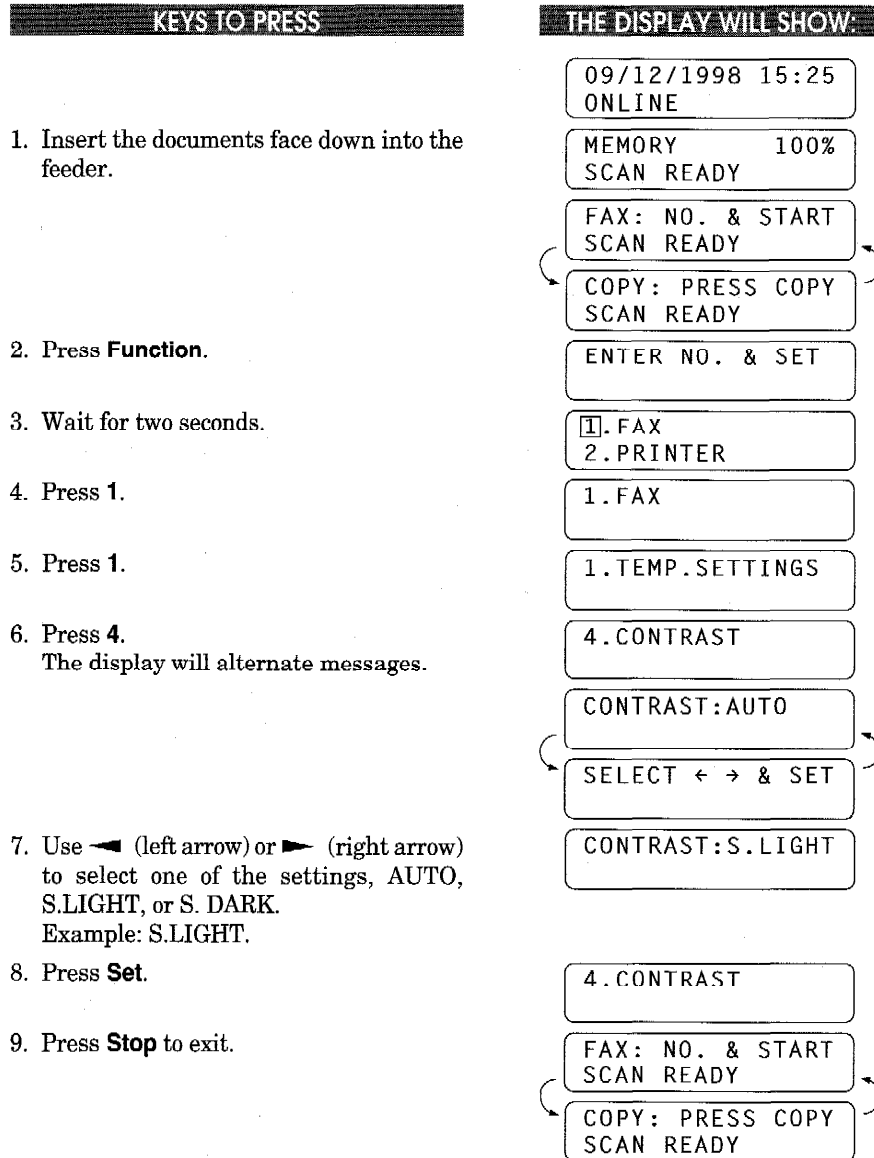 KEYS TO PRESS
THE DISPLAY WILL SHOW:
09/12/1998 15:25
ONLINE
1. Insert the documents face down into the
feeder.
MEMORY 100%
SCAN READY
FAX: NO. & START
SCAN READY
COPY: PRESS COPY
SCAN READY
2. Press Function.
ENTER NO. & SET
3. Wait for two seconds.
1.FAX
2.PRINTER
4. Press 1.
1.FAX
5. Press 1.
1.TEMP.SETTINGS
6. Press 4.
The display will alternate messages.
4.CONTRAST
CONTRAST:AUTO
SELECT ← → & SET
7. Use ◄ (left arrow) or ► (right arrow)
to select one of the settings, AUTO,
S.LIGHT, or S. DARK.
Example: S.LIGHT.
CONTRAST:S.LIGHT
8. Press Set.
4.CONTRAST
9. Press Stop to exit.
FAX: NO. & START
SCAN READY
COPY: PRESS COPY
SCAN READY